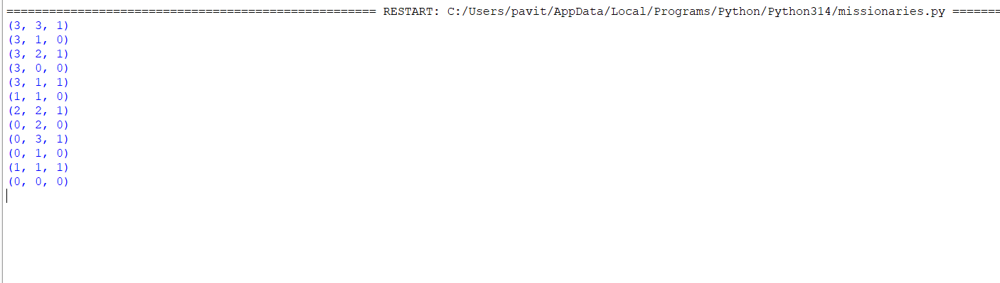 ==================================================== RESTART: C:/Users/pavit/AppData/Local/Programs/Python/Python314/missionaries.py =======
(3, 3, 1)
(3, 1, 0)
(3, 2, 1)
(3, 0, 0)
(3, 1, 1)
(1, 1, 0)
(2, 2, 1)
(0, 2, 0)
(0, 3, 1)
(0, 1, 0)
(1, 1, 1)
(0, 0, 0)